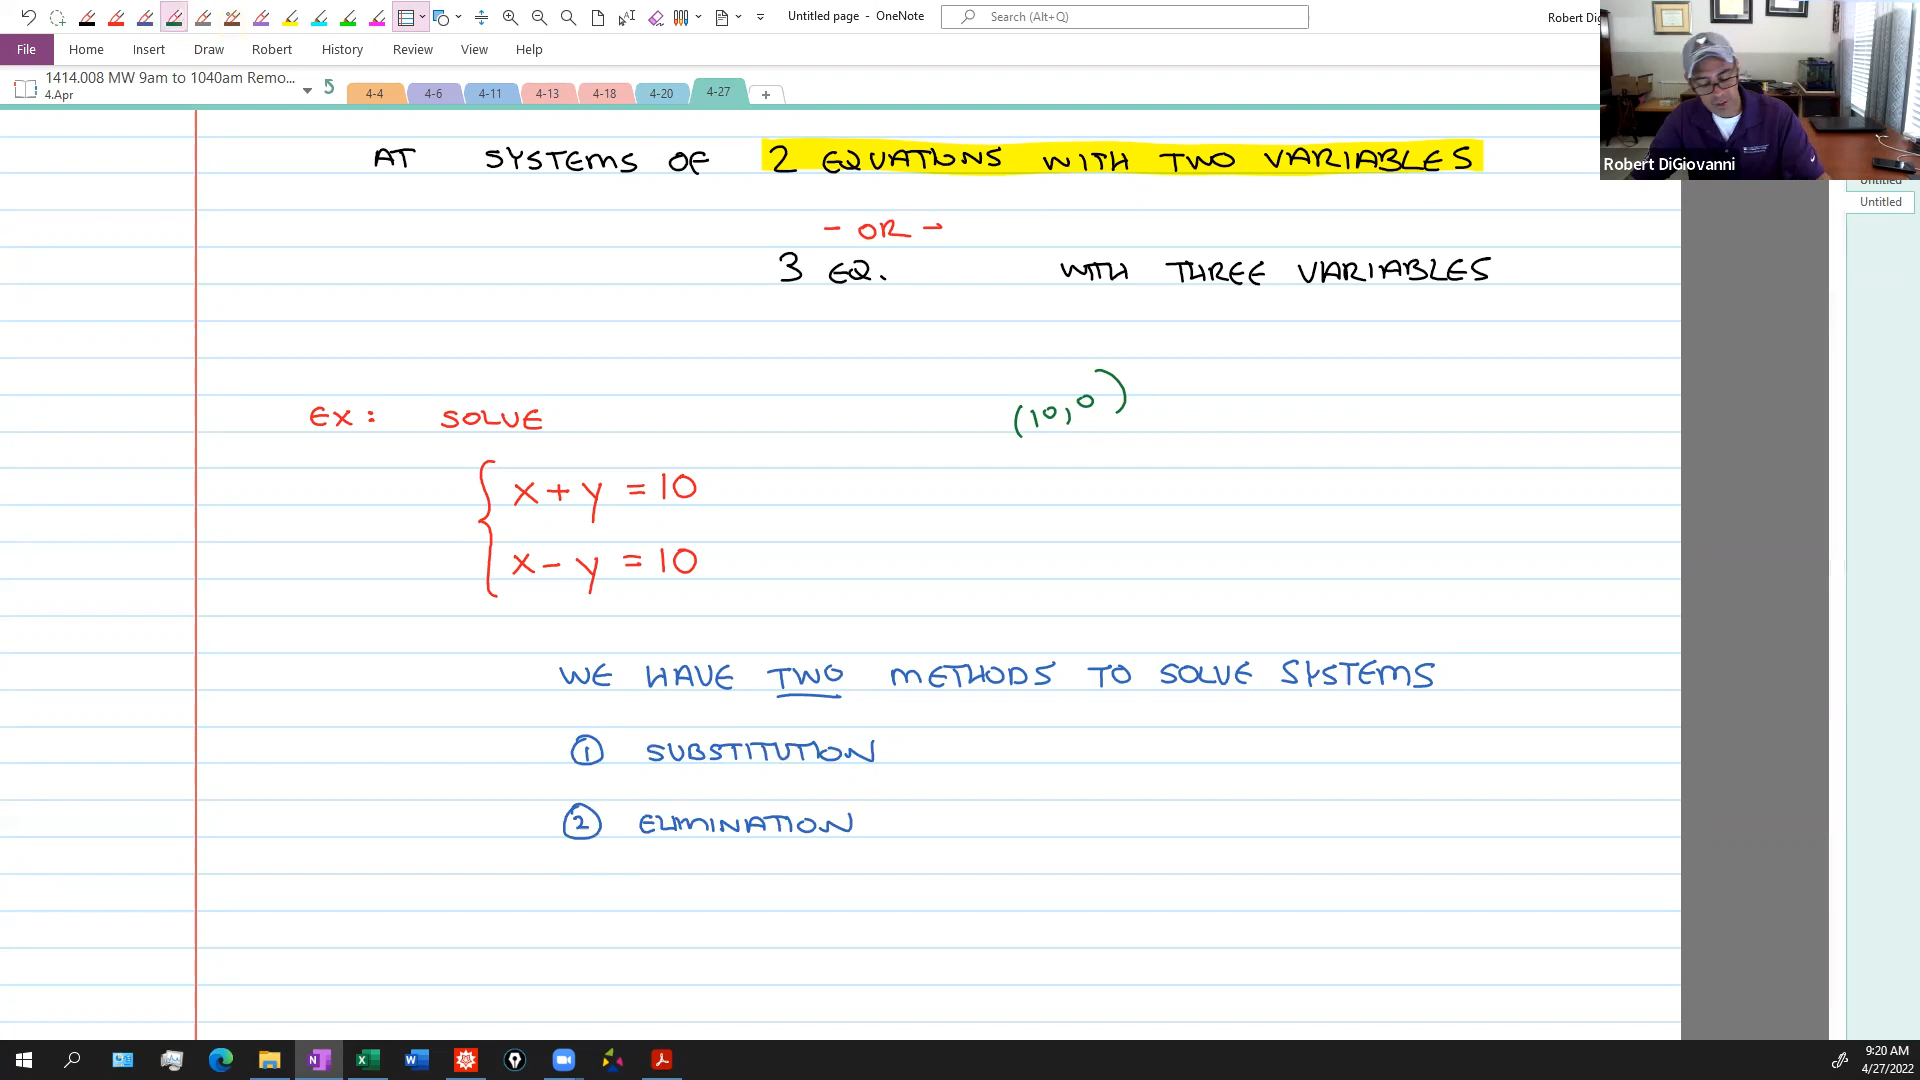 Untitled page - OneNote
Search (Alt+Q)
File Home Insert Draw Robert History Review View Help
1414.008 MW 9am to 1040am Remo...
4.Apr
4-4 4-6 4-11 4-13 4-18 4-20 4-27
Robert DiGiovanni
Untitled
Untitled
AT SYSTEMS OF 2 EQUATIONS WITH TWO VARIABLES
- OR -
3 EQ. WITH THREE VARIABLES
(10,0)
EX: SOLVE
x + y = 10
x - y = 10
WE HAVE TWO METHODS TO SOLVE SYSTEMS
① SUBSTITUTION
② ELIMINATION
9:20 AM
4/27/2022